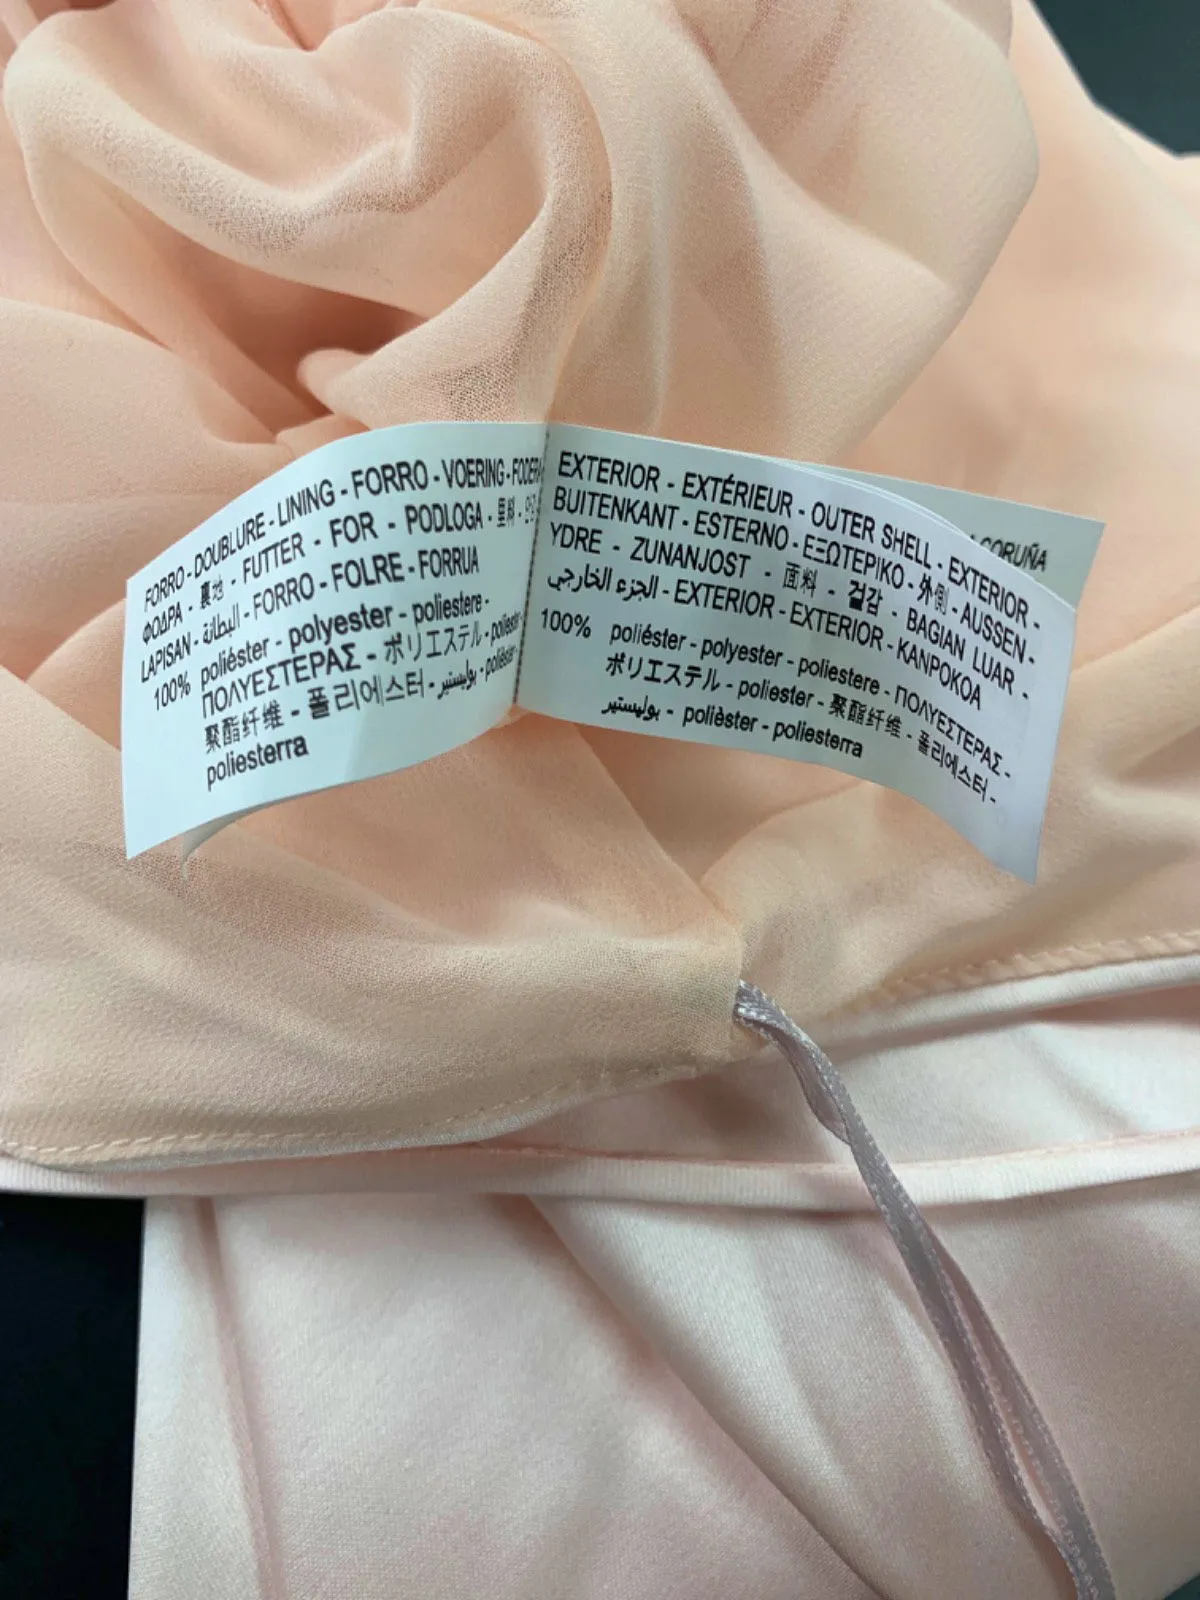 FORRO - DOUBLURE - LINING - FORRO - VOERING - FODERA
ΦΟΔΡΑ - 裏地 - FUTTER - FOR - PODLOGA - 里料 -
LAPISAN - البطانة - FORRO - FOLRE - FORRUA
100% poliéster - polyester - poliestere -
ΠΟΛΥΕΣΤΕΡΑΣ - ポリエステル - poliester -
聚酯纤维 - 폴리에스터 - بوليستير - polièster -
poliesterra
EXTERIOR - EXTÉRIEUR - OUTER SHELL - EXTERIOR -
BUITENKANT - ESTERNO - ΕΞΩΤΕΡΙΚΟ - 外側 - AUSSEN -
YDRE - ZUNANJOST - 面料 - 겉감 - BAGIAN LUAR -
الجزء الخارجي - EXTERIOR - EXTERIOR - KANPOKOA
100% poliéster - polyester - poliestere - ΠΟΛΥΕΣΤΕΡΑΣ -
ポリエステル - poliester - 聚酯纤维 - 폴리에스터 -
بوليستير - polièster - poliesterra
CORUÑA